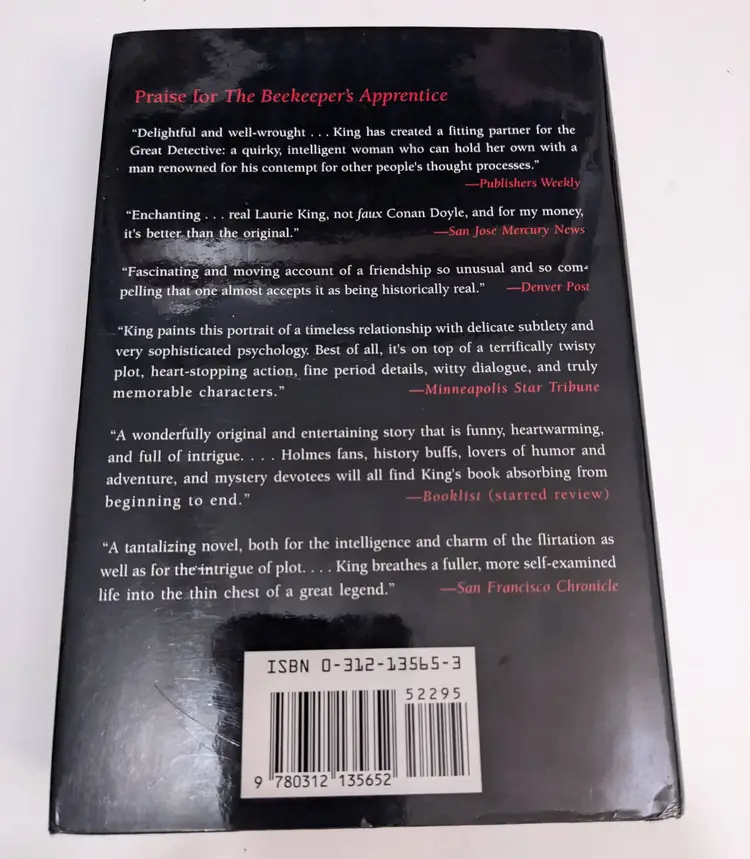 Praise for The Beekeeper's Apprentice
“Delightful and well-wrought . . . King has created a fitting partner for the
Great Detective: a quirky, intelligent woman who can hold her own with a
man renowned for his contempt for other people's thought processes.”
—Publishers Weekly
“Enchanting . . . real Laurie King, not faux Conan Doyle, and for my money,
it's better than the original.” —San Jose Mercury News
“Fascinating and moving account of a friendship so unusual and so com-
pelling that one almost accepts it as being historically real.” —Denver Post
“King paints this portrait of a timeless relationship with delicate subtlety and
very sophisticated psychology. Best of all, it's on top of a terrifically twisty
plot, heart-stopping action, fine period details, witty dialogue, and truly
memorable characters.” —Minneapolis Star Tribune
“A wonderfully original and entertaining story that is funny, heartwarming,
and full of intrigue. . . . Holmes fans, history buffs, lovers of humor and
adventure, and mystery devotees will all find King's book absorbing from
beginning to end.” —Booklist (starred review)
“A tantalizing novel, both for the intelligence and charm of the flirtation as
well as for the intrigue of plot. . . . King breathes a fuller, more self-examined
life into the thin chest of a great legend.” —San Francisco Chronicle
ISBN 0-312-13565-3
52295
9 780312 135652